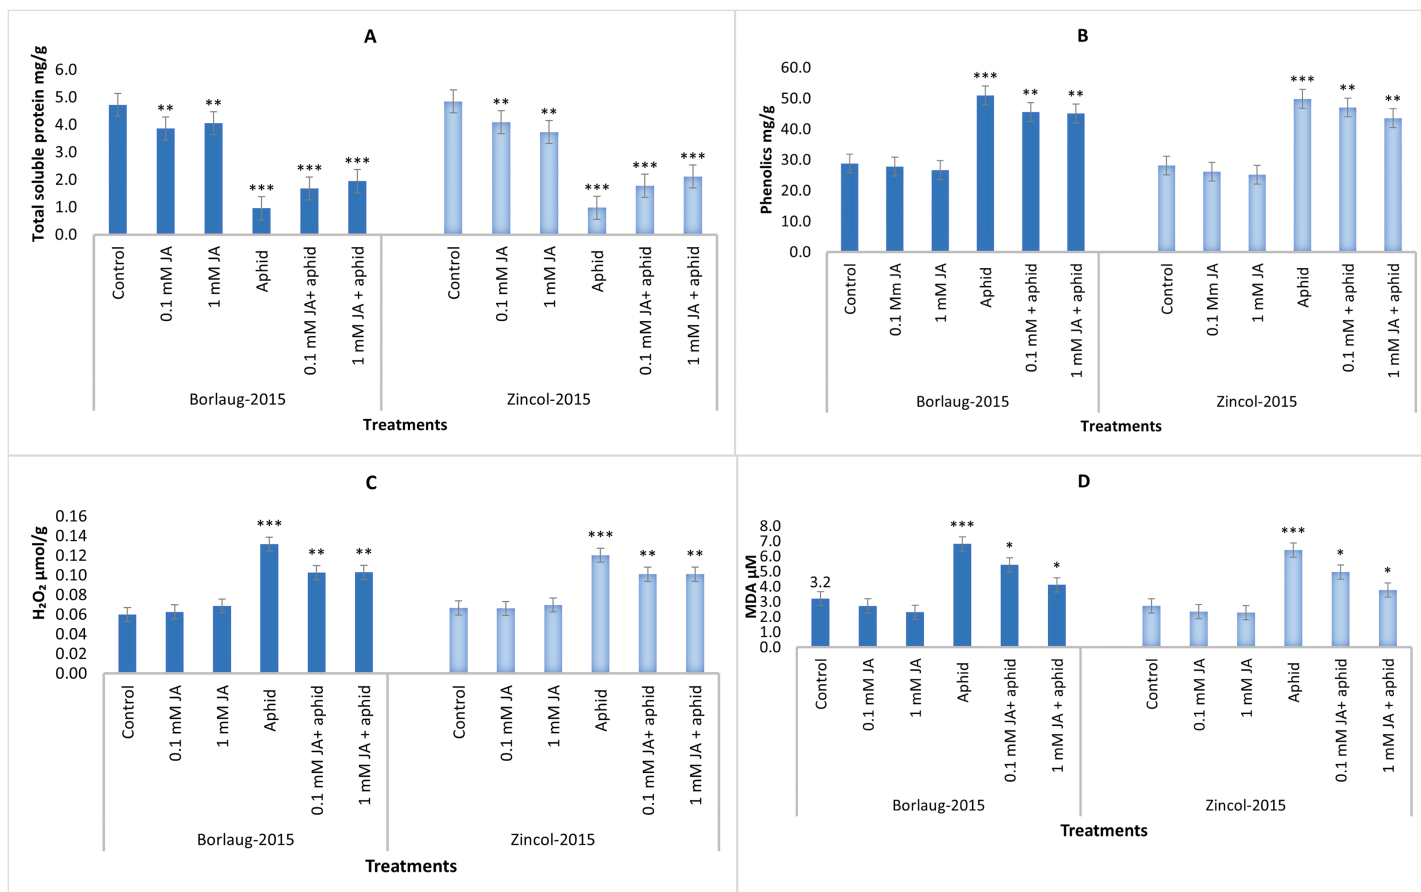 A
Total soluble protein mg/g
6.0
5.0
4.0
3.0
2.0
1.0
0.0
** ** *** *** ***
** ** *** *** ***
Control
0.1 mM JA
1 mM JA
Aphid
0.1 mM JA+ aphid
1 mM JA + aphid
Control
0.1 mM JA
1 mM JA
Aphid
0.1 mM JA+ aphid
1 mM JA + aphid
Borlaug-2015
Zincol-2015
Treatments
B
Phenolics mg/g
60.0
50.0
40.0
30.0
20.0
10.0
0.0
*** ** **
*** ** **
Control
0.1 Mm JA
1 mM JA
Aphid
0.1 mM + aphid
1 mM JA + aphid
Control
0.1 Mm JA
1 mM JA
Aphid
0.1 mM + aphid
1 mM JA + aphid
Borlaug-2015
Zincol-2015
Treatments
C
H₂O₂ µmol/g
0.16
0.14
0.12
0.10
0.08
0.06
0.04
0.02
0.00
*** ** **
*** ** **
Control
0.1 mM JA
1 mM JA
Aphid
0.1 mM JA+ aphid
1 mM JA + aphid
Control
0.1 mM JA
1 mM JA
Aphid
0.1 mM JA+ aphid
1 mM JA + aphid
Borlaug-2015
Zincol-2015
Treatments
D
MDA µM
8.0
7.0
6.0
5.0
4.0
3.0
2.0
1.0
0.0
3.2
*** * *
*** * *
Control
0.1 mM JA
1 mM JA
Aphid
0.1 mM JA+ aphid
1 mM JA + aphid
Control
0.1 mM JA
1 mM JA
Aphid
0.1 mM JA+ aphid
1 mM JA + aphid
Borlaug-2015
Zincol-2015
Treatments